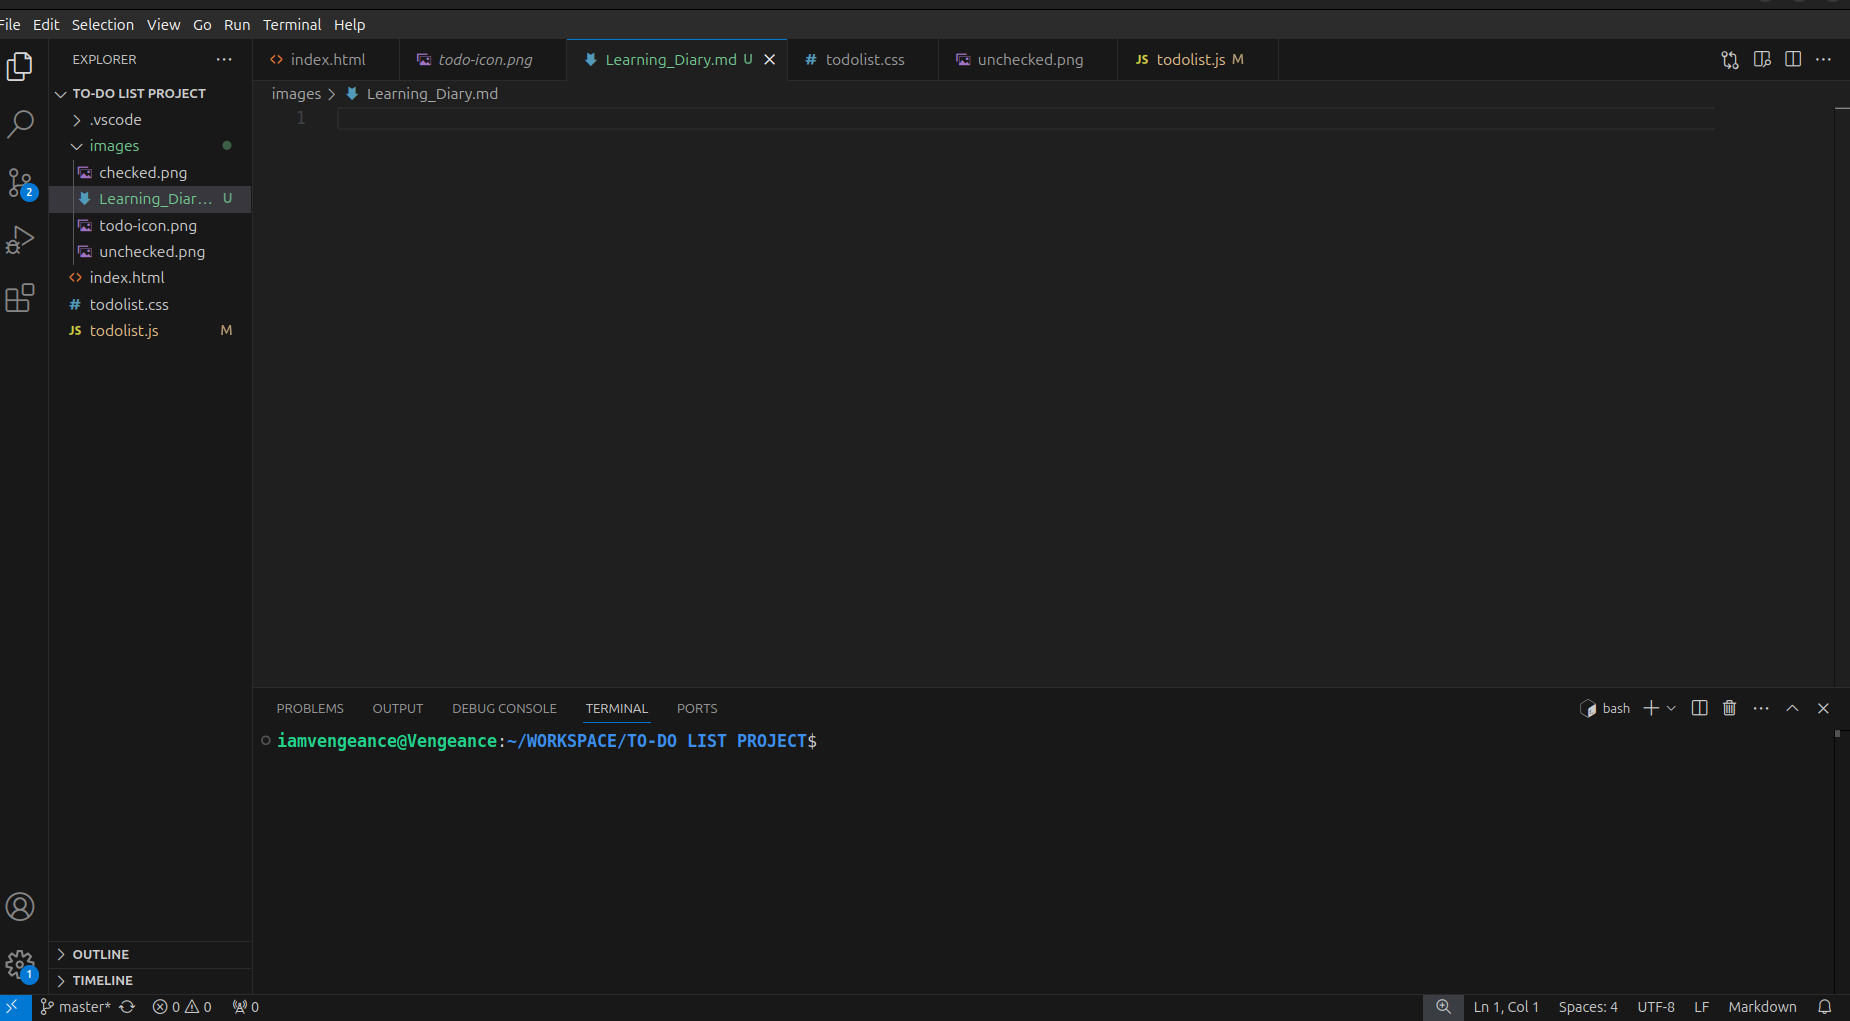 File Edit Selection View Go Run Terminal Help
EXPLORER
TO-DO LIST PROJECT
.vscode
images
checked.png
Learning_Diar... U
todo-icon.png
unchecked.png
<> index.html
# todolist.css
JS todolist.js M
OUTLINE
TIMELINE
2
1
<> index.html
todo-icon.png
Learning_Diary.md U
# todolist.css
unchecked.png
JS todolist.js M
images > Learning_Diary.md
1
PROBLEMS OUTPUT DEBUG CONSOLE TERMINAL PORTS
bash
iamvengeance@Vengeance:~/WORKSPACE/TO-DO LIST PROJECT$
master* 0 0 0
Ln 1, Col 1 Spaces: 4 UTF-8 LF Markdown